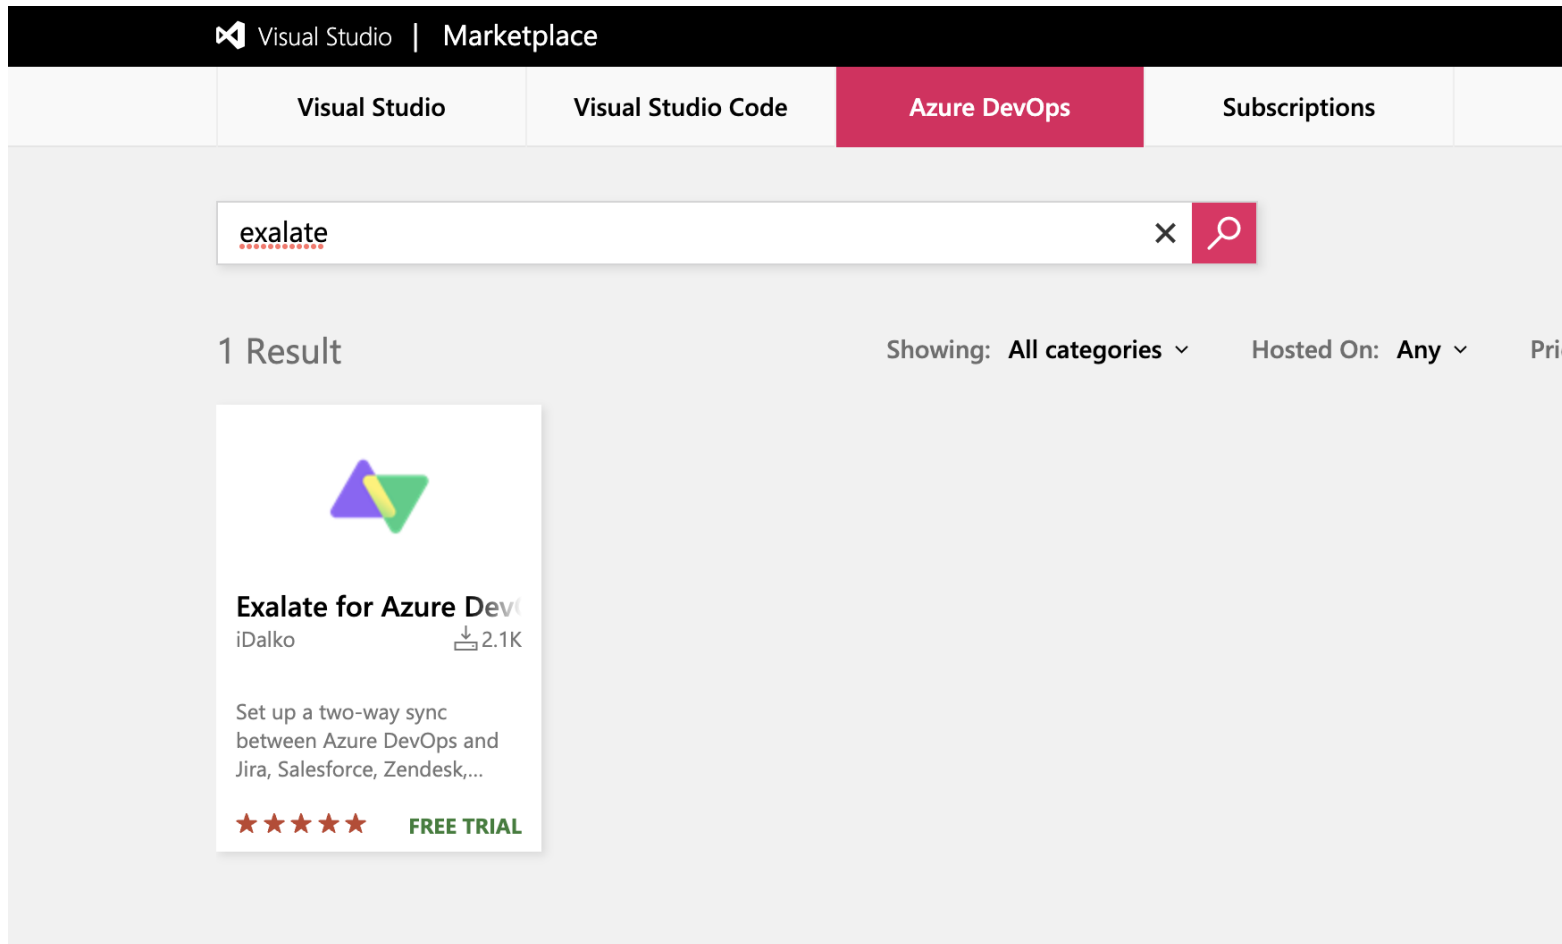 Visual Studio | Marketplace
Visual Studio Visual Studio Code Azure DevOps Subscriptions
exalate
1 Result Showing: All categories Hosted On: Any
Exalate for Azure Dev
iDalko 2.1K
Set up a two-way sync
between Azure DevOps and
Jira, Salesforce, Zendesk,...
FREE TRIAL